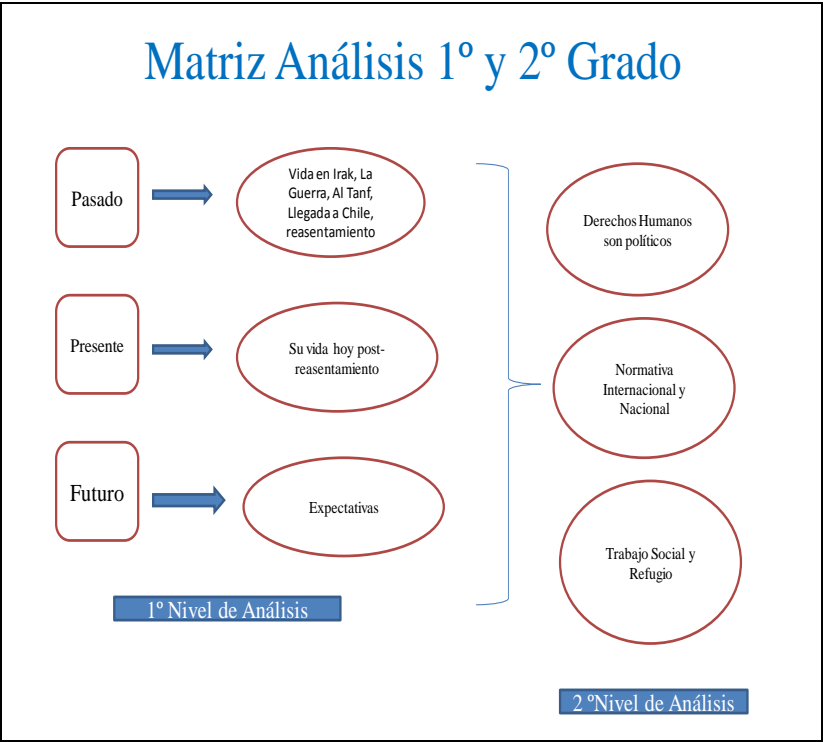 Matriz Análisis 1º y 2º Grado
Pasado
Vida en Irak, La
Guerra, Al Tanf,
Llegada a Chile,
reasentamiento
Presente
Su vida hoy post-
reasentamiento
Futuro
Expectativas
1º Nivel de Análisis
Derechos Humanos
son políticos
Normativa
Internacional y
Nacional
Trabajo Social y
Refugio
2 ºNivel de Análisis